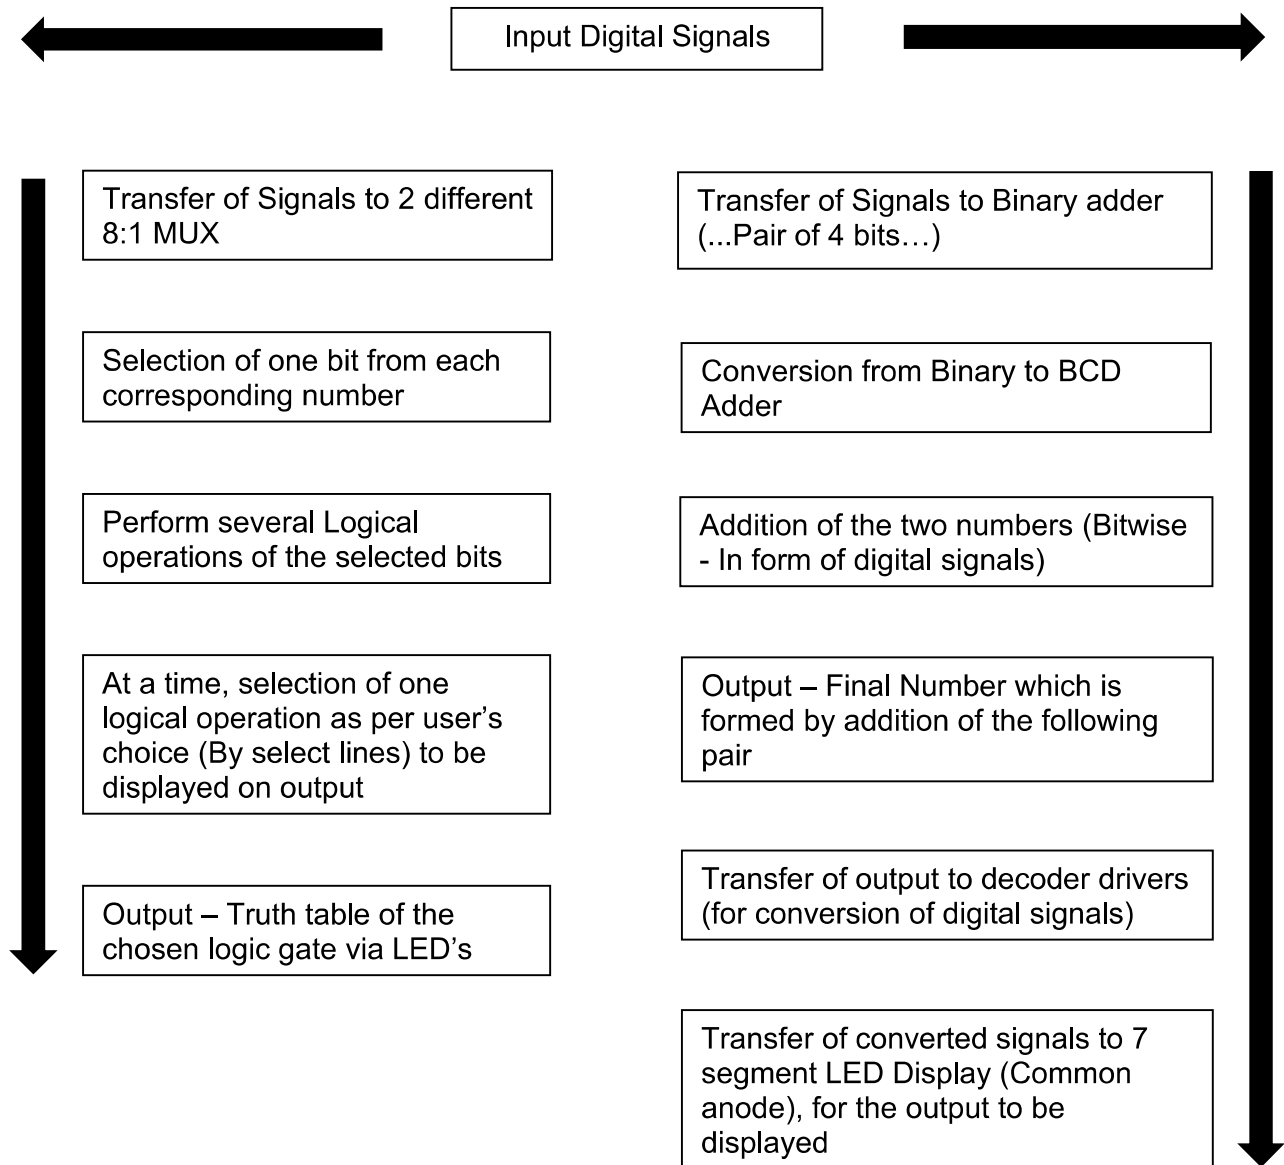 Input Digital Signals
Transfer of Signals to 2 different
8:1 MUX
Selection of one bit from each
corresponding number
Perform several Logical
operations of the selected bits
At a time, selection of one
logical operation as per user’s
choice (By select lines) to be
displayed on output
Output – Truth table of the
chosen logic gate via LED’s
Transfer of Signals to Binary adder
(...Pair of 4 bits…)
Conversion from Binary to BCD
Adder
Addition of the two numbers (Bitwise
- In form of digital signals)
Output – Final Number which is
formed by addition of the following
pair
Transfer of output to decoder drivers
(for conversion of digital signals)
Transfer of converted signals to 7
segment LED Display (Common
anode), for the output to be
displayed